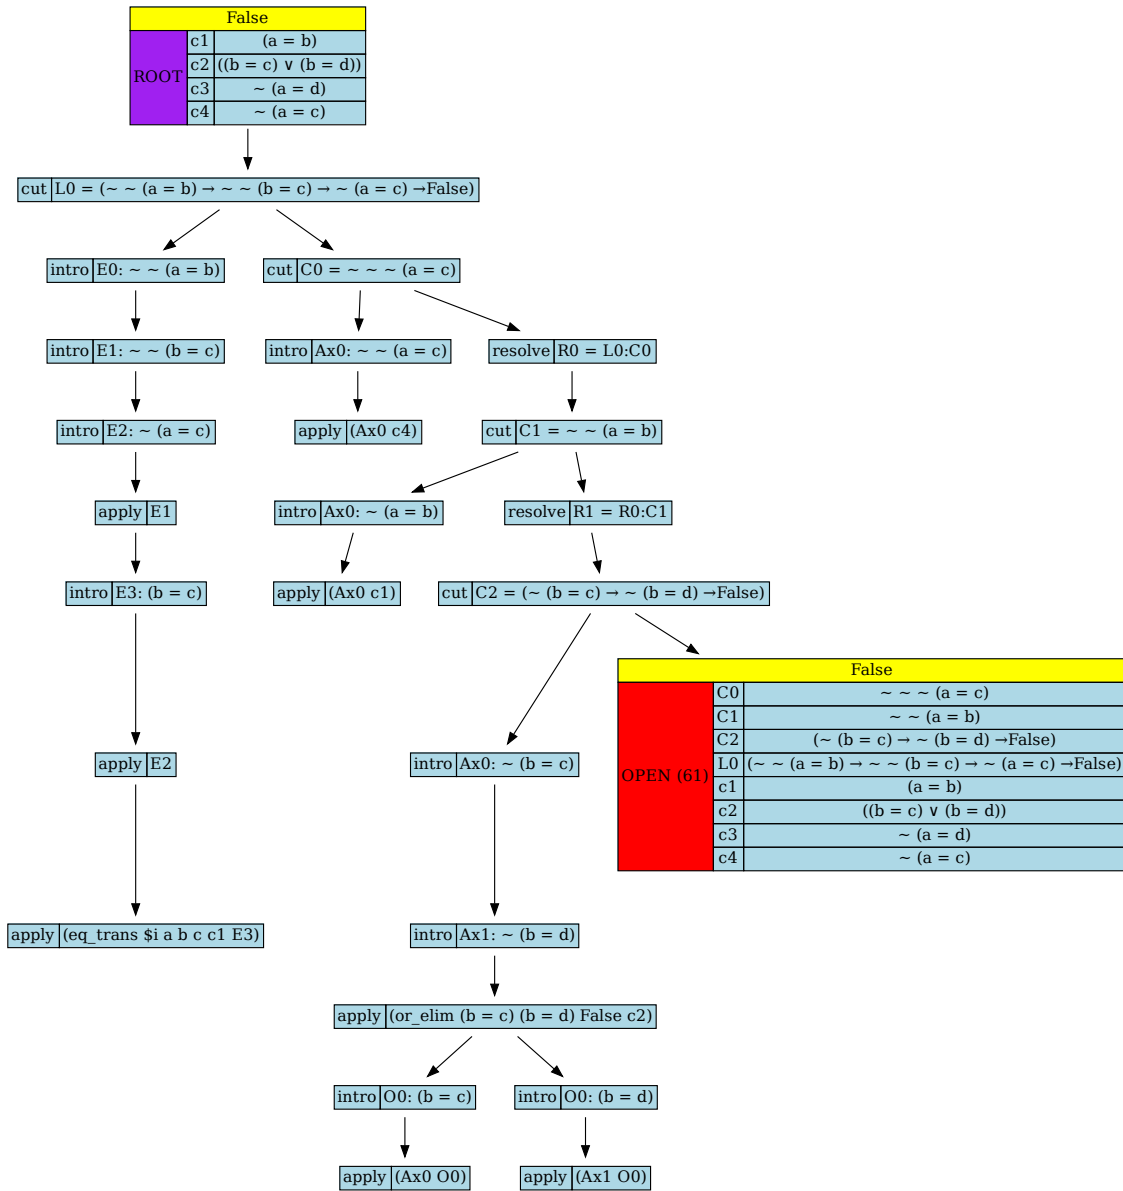 False
ROOT
c1 (a = b)
c2 ((b = c) ∨ (b = d))
c3 ~ (a = d)
c4 ~ (a = c)
cut L0 = (~ ~ (a = b) → ~ ~ (b = c) → ~ (a = c) →False)
intro E0: ~ ~ (a = b)
cut C0 = ~ ~ ~ (a = c)
intro E1: ~ ~ (b = c)
intro Ax0: ~ ~ (a = c)
resolve R0 = L0:C0
intro E2: ~ (a = c)
apply (Ax0 c4)
cut C1 = ~ ~ (a = b)
apply E1
intro Ax0: ~ (a = b)
resolve R1 = R0:C1
intro E3: (b = c)
apply (Ax0 c1)
cut C2 = (~ (b = c) → ~ (b = d) →False)
False
OPEN (61)
C0 ~ ~ ~ (a = c)
C1 ~ ~ (a = b)
C2 (~ (b = c) → ~ (b = d) →False)
L0 (~ ~ (a = b) → ~ ~ (b = c) → ~ (a = c) →False)
c1 (a = b)
c2 ((b = c) ∨ (b = d))
c3 ~ (a = d)
c4 ~ (a = c)
apply E2
intro Ax0: ~ (b = c)
apply (eq_trans $i a b c c1 E3)
intro Ax1: ~ (b = d)
apply (or_elim (b = c) (b = d) False c2)
intro O0: (b = c)
intro O0: (b = d)
apply (Ax0 O0)
apply (Ax1 O0)